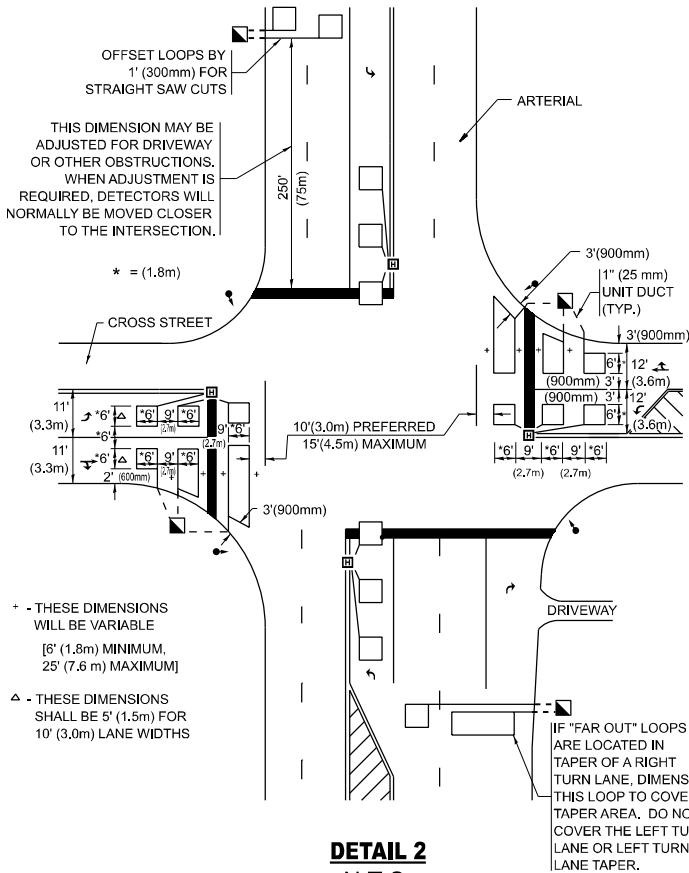 OFFSET LOOPS BY
1' (300mm) FOR
STRAIGHT SAW CUTS
ARTERIAL
THIS DIMENSION MAY BE
ADJUSTED FOR DRIVEWAY
OR OTHER OBSTRUCTIONS.
WHEN ADJUSTMENT IS
REQUIRED, DETECTORS WILL
NORMALLY BE MOVED CLOSER
TO THE INTERSECTION.
250'
(75m)
* = (1.8m)
3'(900mm)
1" (25 mm)
UNIT DUCT
(TYP.)
CROSS STREET
3'(900mm)
*6' 9' *6'
(2.7m)
11'
(3.3m)
*6' △
*6'
11'
(3.3m)
*6' △
*6' 9' *6'
(2.7m)
2' (600mm)
(2.7m)
9' *6'
3'(900mm)
10'(3.0m) PREFERRED
15'(4.5m) MAXIMUM
6'*
12'
(3.6m)
(900mm) 3'
(900mm) 3'
6'*
12'
(3.6m)
*6' 9' *6' 9' *6'
(2.7m) (2.7m)
+ - THESE DIMENSIONS
WILL BE VARIABLE
[6' (1.8m) MINIMUM,
25' (7.6 m) MAXIMUM]
△ - THESE DIMENSIONS
SHALL BE 5' (1.5m) FOR
10' (3.0m) LANE WIDTHS
DRIVEWAY
IF "FAR OUT" LOOPS
ARE LOCATED IN
TAPER OF A RIGHT
TURN LANE, DIMENS
THIS LOOP TO COVE
TAPER AREA. DO NO
COVER THE LEFT TU
LANE OR LEFT TURN
LANE TAPER.
H
H
H
H
DETAIL 2